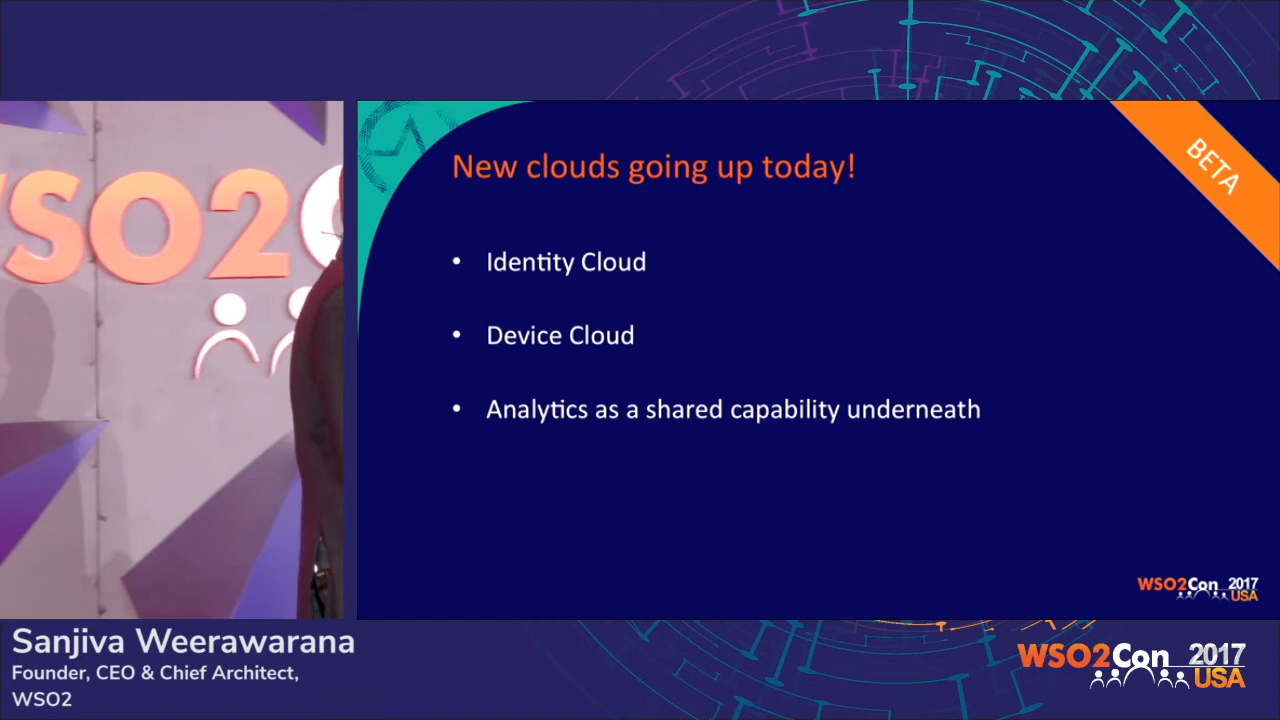 WSO2
New clouds going up today!
BETA
• Identity Cloud
• Device Cloud
• Analytics as a shared capability underneath
WSO2Con 2017
USA
Sanjiva Weerawarana
Founder, CEO & Chief Architect,
WSO2
WSO2Con 2017
USA